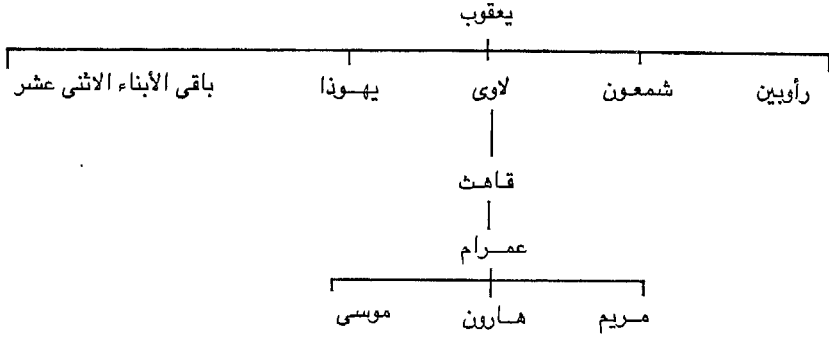 يعقوب
رأوبين شمعون لاوى يهوذا باقى الأبناء الاثنى عشر
قاهث
عمرام
مريم هارون موسى